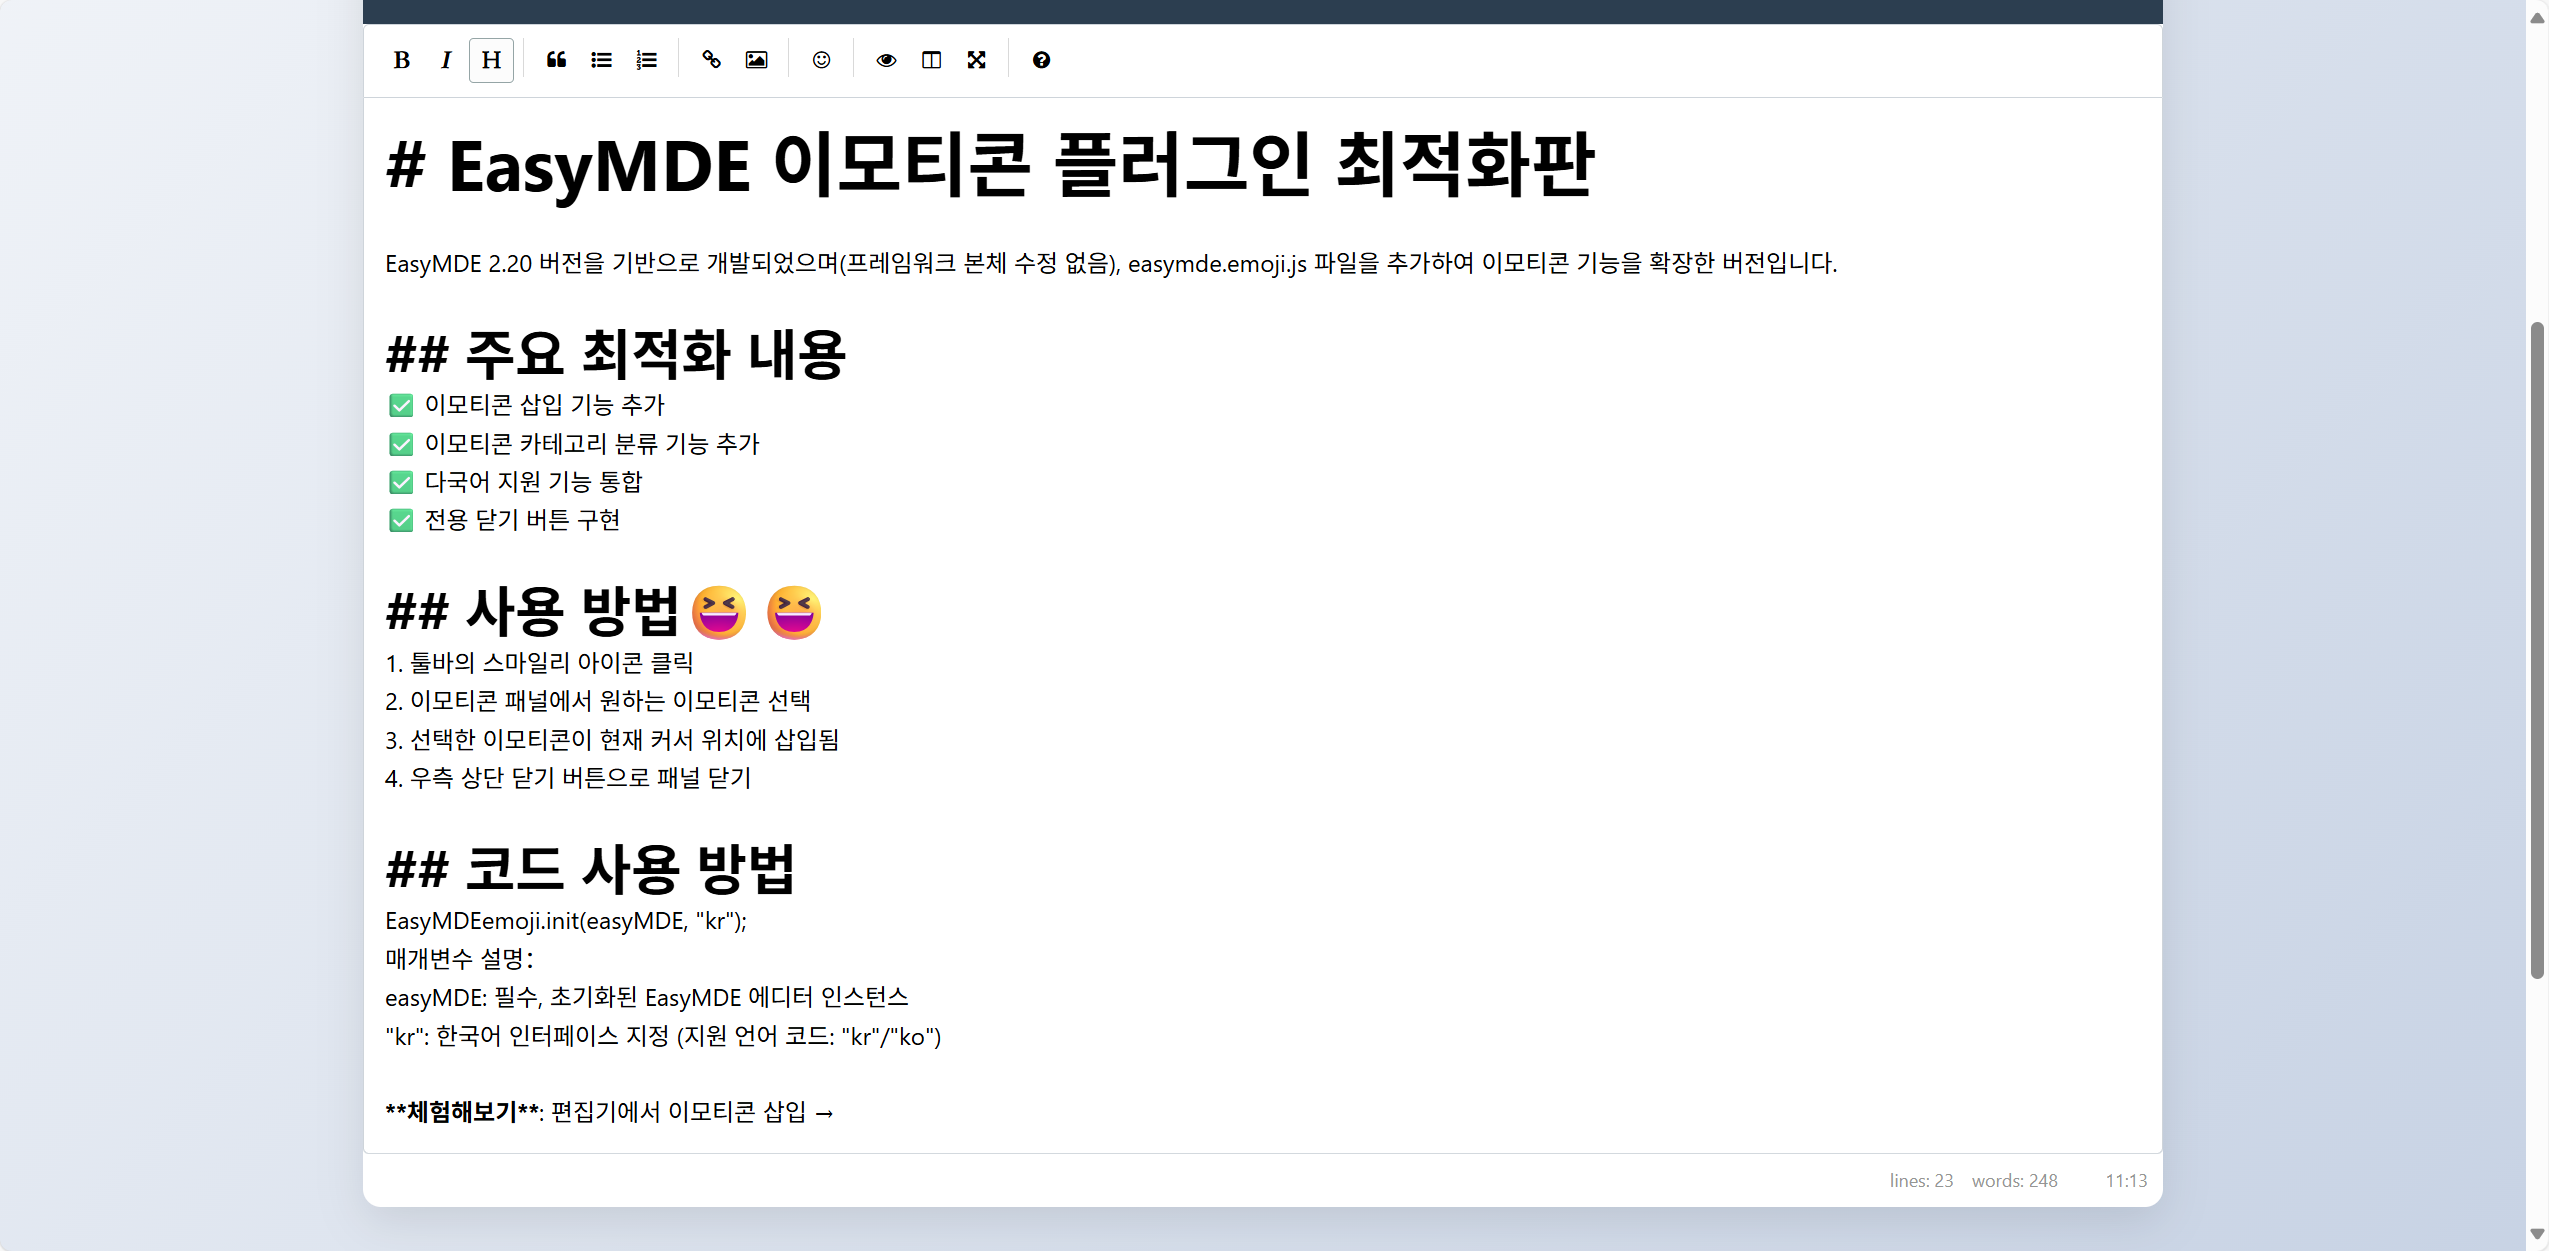 B I H
# EasyMDE 이모티콘 플러그인 최적화판
EasyMDE 2.20 버전을 기반으로 개발되었으며(프레임워크 본체 수정 없음), easymde.emoji.js 파일을 추가하여 이모티콘 기능을 확장한 버전입니다.
## 주요 최적화 내용
✅ 이모티콘 삽입 기능 추가
✅ 이모티콘 카테고리 분류 기능 추가
✅ 다국어 지원 기능 통합
✅ 전용 닫기 버튼 구현
## 사용 방법😆 😆
1. 툴바의 스마일리 아이콘 클릭
2. 이모티콘 패널에서 원하는 이모티콘 선택
3. 선택한 이모티콘이 현재 커서 위치에 삽입됨
4. 우측 상단 닫기 버튼으로 패널 닫기
## 코드 사용 방법
EasyMDEemoji.init(easyMDE, "kr");
매개변수 설명：
easyMDE: 필수, 초기화된 EasyMDE 에디터 인스턴스
"kr": 한국어 인터페이스 지정 (지원 언어 코드: "kr"/"ko")
**체험해보기**: 편집기에서 이모티콘 삽입 →
lines: 23 words: 248 11:13